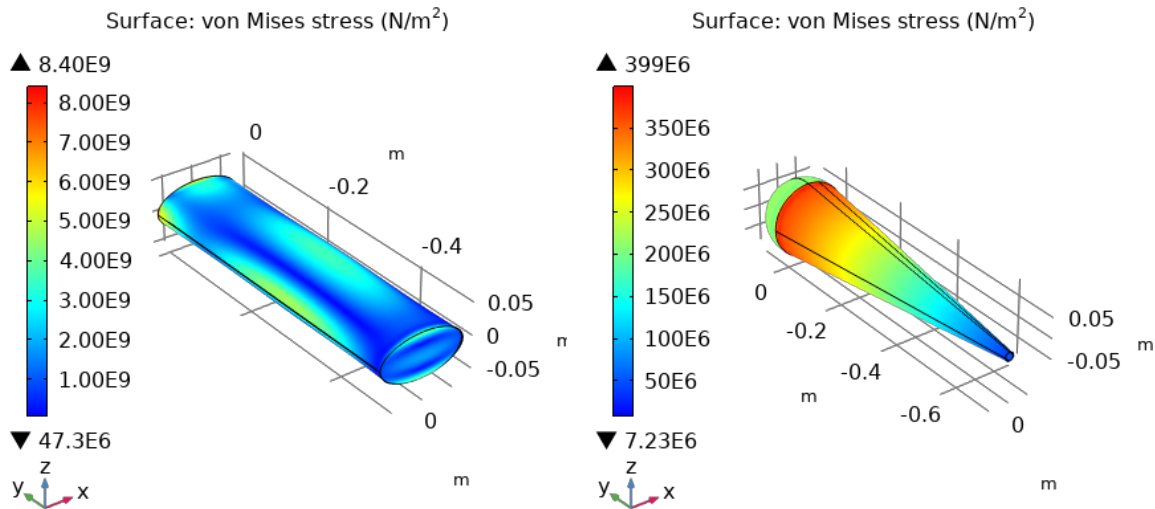 Surface: von Mises stress (N/m²)
▲ 8.40E9
8.00E9
7.00E9
6.00E9
5.00E9
4.00E9
3.00E9
2.00E9
1.00E9
▼ 47.3E6
0
m
-0.2
-0.4
0.05
0
-0.05
m
0
m
y z x
Surface: von Mises stress (N/m²)
▲ 399E6
350E6
300E6
250E6
200E6
150E6
100E6
50E6
▼ 7.23E6
0
-0.2
-0.4
-0.6
m
0.05
-0.05
m
0
m
y z x